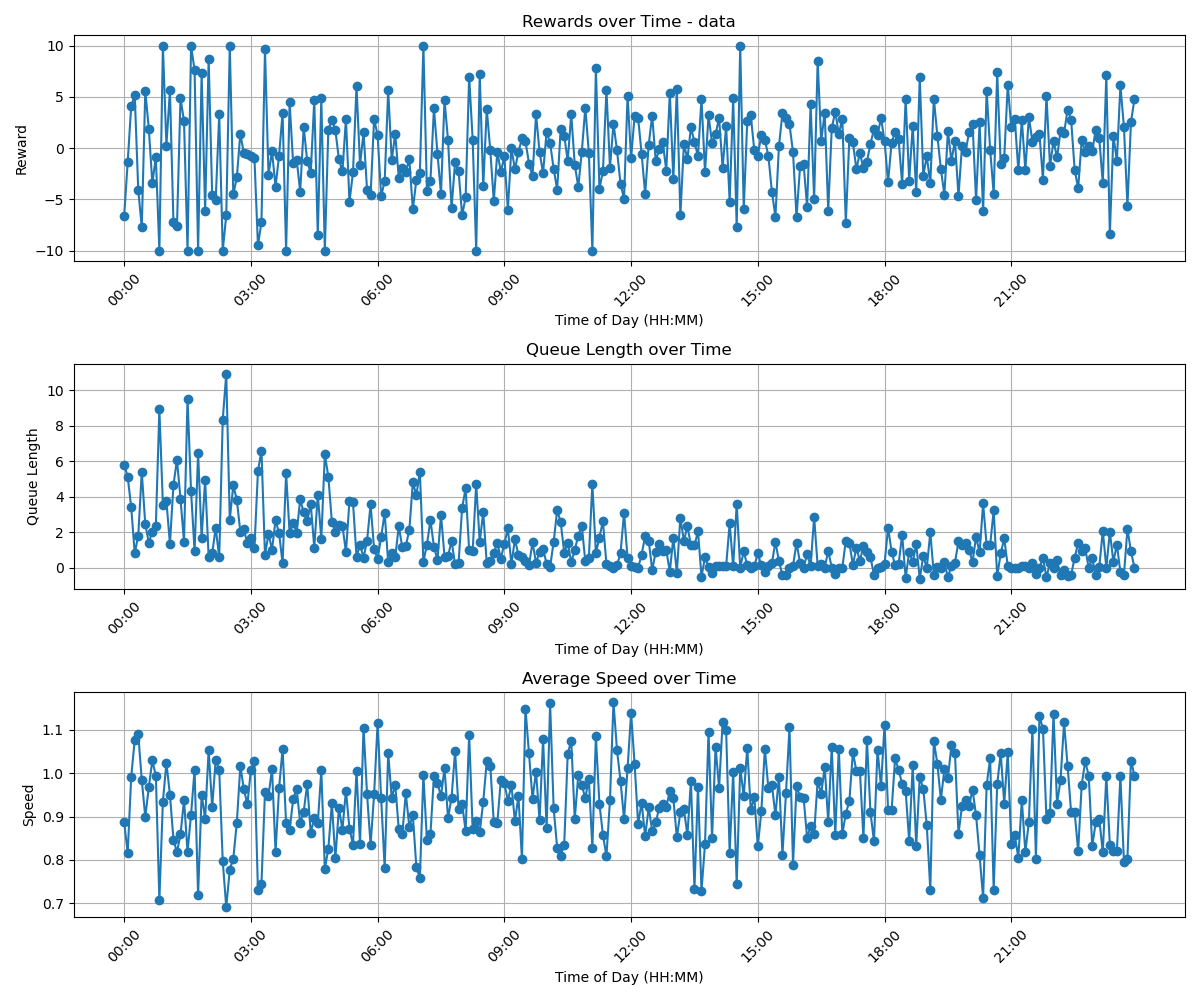 Rewards over Time - data
10
5
0
−5
−10
Reward
00:00 03:00 06:00 09:00 12:00 15:00 18:00 21:00
Time of Day (HH:MM)
Queue Length over Time
10
8
6
4
2
0
Queue Length
00:00 03:00 06:00 09:00 12:00 15:00 18:00 21:00
Time of Day (HH:MM)
Average Speed over Time
1.1
1.0
0.9
0.8
0.7
Speed
00:00 03:00 06:00 09:00 12:00 15:00 18:00 21:00
Time of Day (HH:MM)